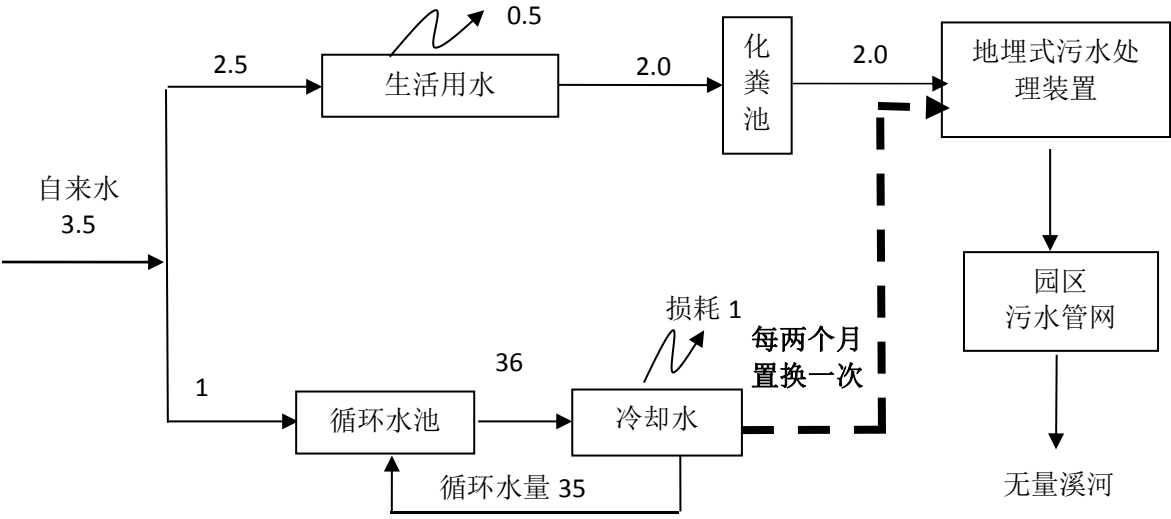 0.5
2.5
生活用水
2.0
化
粪
池
2.0
地埋式污水处
理装置
自来水
3.5
园区
污水管网
损耗 1
每两个月
置换一次
36
1
循环水池
冷却水
循环水量 35
无量溪河